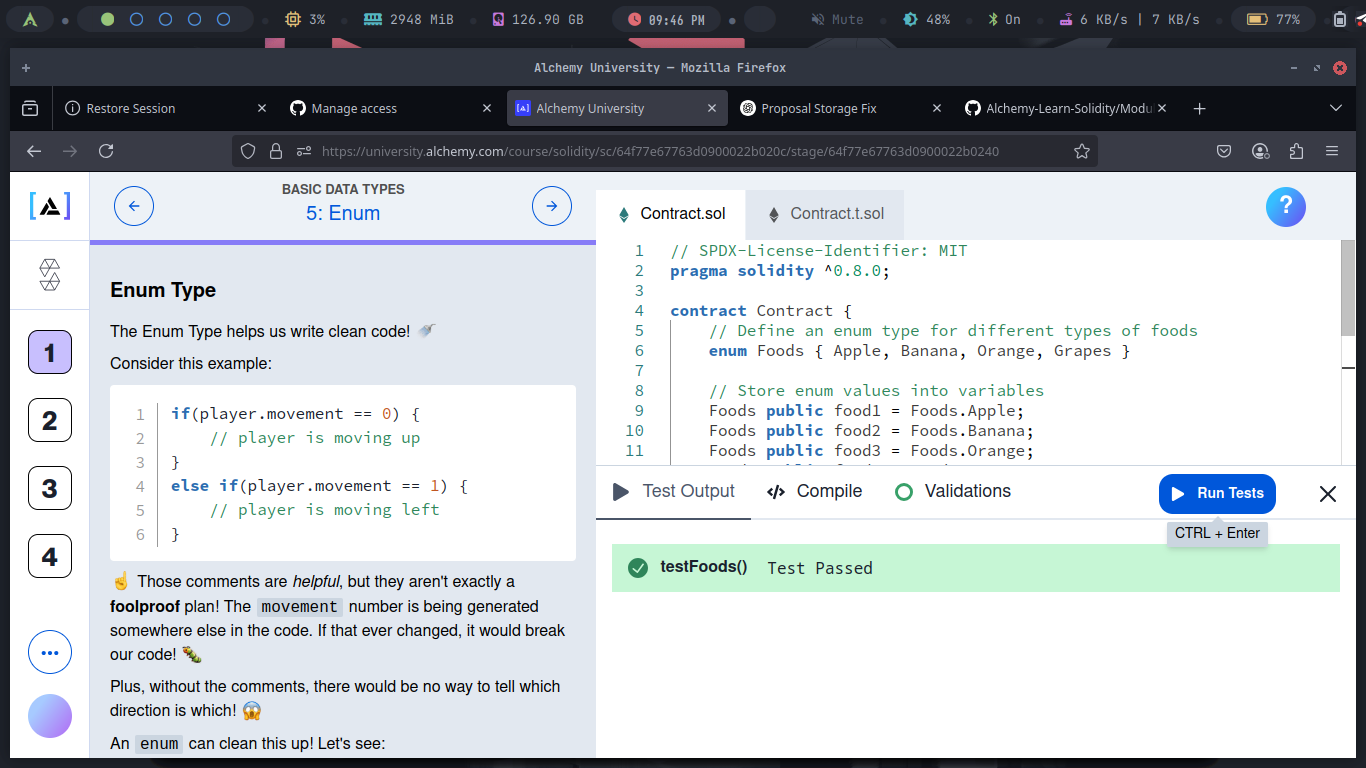 3%
2948 MiB
126.90 GB
09:46 PM
Mute
48%
On
6 KB/s | 7 KB/s
77%
Alchemy University — Mozilla Firefox
Restore Session
Manage access
Alchemy University
Proposal Storage Fix
Alchemy-Learn-Solidity/Modu
https://university.alchemy.com/course/solidity/sc/64f77e67763d0900022b020c/stage/64f77e67763d0900022b0240
BASIC DATA TYPES
5: Enum
1
2
3
4
Enum Type
The Enum Type helps us write clean code!
Consider this example:
1 if(player.movement == 0) {
2 // player is moving up
3 }
4 else if(player.movement == 1) {
5 // player is moving left
6 }
☝ Those comments are helpful, but they aren't exactly a
foolproof plan! The movement number is being generated
somewhere else in the code. If that ever changed, it would break
our code! 🐛
Plus, without the comments, there would be no way to tell which
direction is which! 😱
An enum can clean this up! Let's see:
Contract.sol
Contract.t.sol
?
1 // SPDX-License-Identifier: MIT
2 pragma solidity ^0.8.0;
3
4 contract Contract {
5 // Define an enum type for different types of foods
6 enum Foods { Apple, Banana, Orange, Grapes }
7
8 // Store enum values into variables
9 Foods public food1 = Foods.Apple;
10 Foods public food2 = Foods.Banana;
11 Foods public food3 = Foods.Orange;
Test Output
Compile
Validations
Run Tests
CTRL + Enter
testFoods() Test Passed